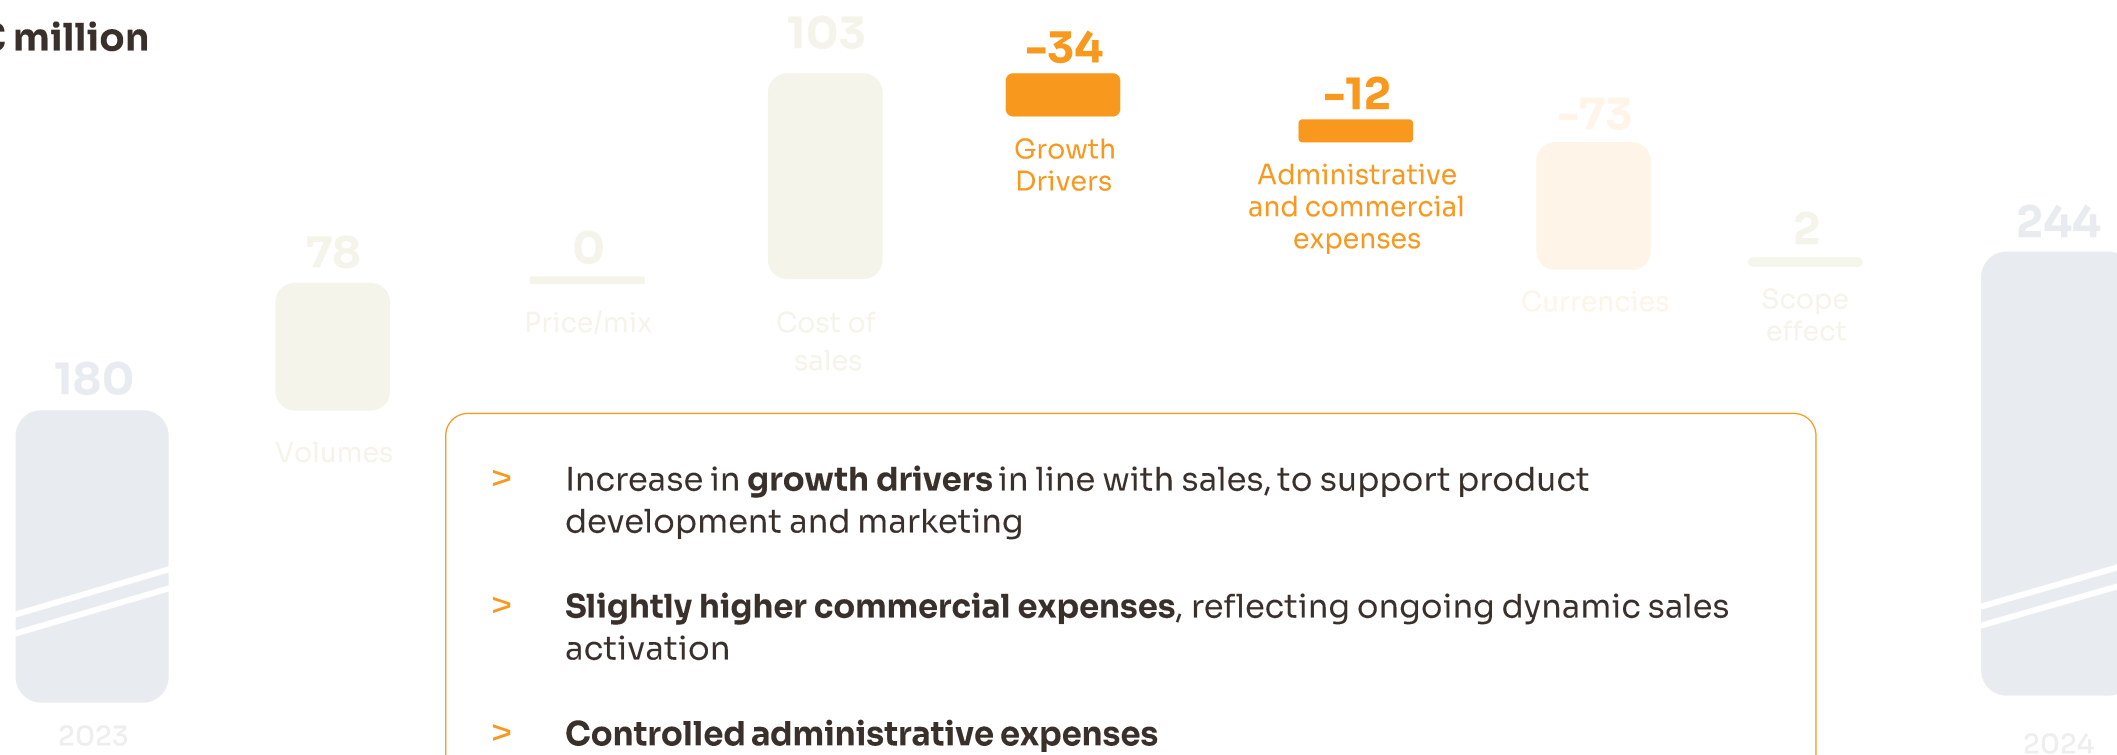 € million
103
-34
Growth
Drivers
-12
Administrative
and commercial
expenses
-73
Currencies
2
Scope
effect
244
78
0
Price/mix
Cost of
sales
180
Volumes
> Increase in growth drivers in line with sales, to support product
development and marketing
> Slightly higher commercial expenses, reflecting ongoing dynamic sales
activation
> Controlled administrative expenses
2023
2024